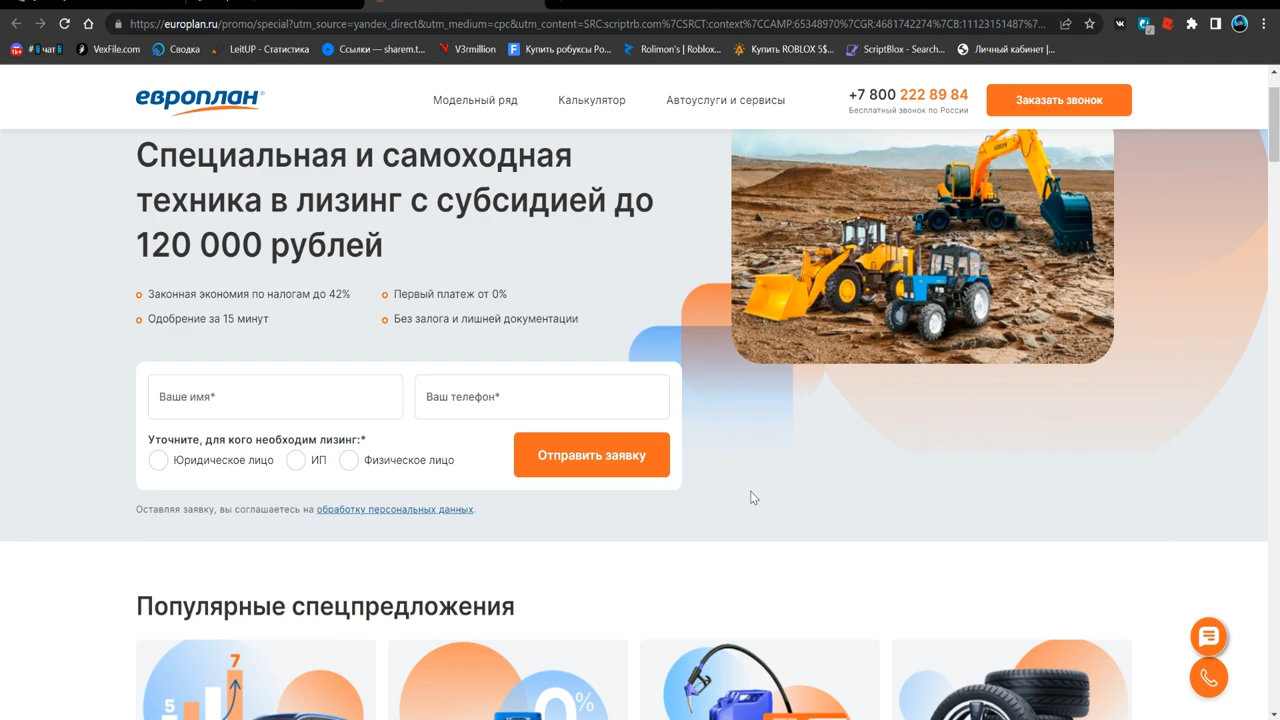 https://europlan.ru/promo/special?utm_source=yandex_direct&utm_medium=cpc&utm_content=SRC:scriptrb.com%7CSRCT:context%7CCAMP:65348970%7CGR:4681742274%7CB:11123151487%7...
VexFile.com
Сводка
LeitUP - Статистика
Ссылки — sharem.t...
V3rmillion
Купить робуксы Ро...
Rolimon's | Roblox...
Купить ROBLOX 5$...
ScriptBlox - Search...
Личный кабинет |...
европлан
Модельный ряд
Калькулятор
Автоуслуги и сервисы
+7 800 222 89 84
Бесплатный звонок по России
Заказать звонок
Специальная и самоходная
техника в лизинг с субсидией до
120 000 рублей
Законная экономия по налогам до 42%
Первый платеж от 0%
Одобрение за 15 минут
Без залога и лишней документации
Ваше имя*
Ваш телефон*
Уточните, для кого необходим лизинг:*
Юридическое лицо
ИП
Физическое лицо
Отправить заявку
Оставляя заявку, вы соглашаетесь на обработку персональных данных.
Популярные спецпредложения
7
5
0%